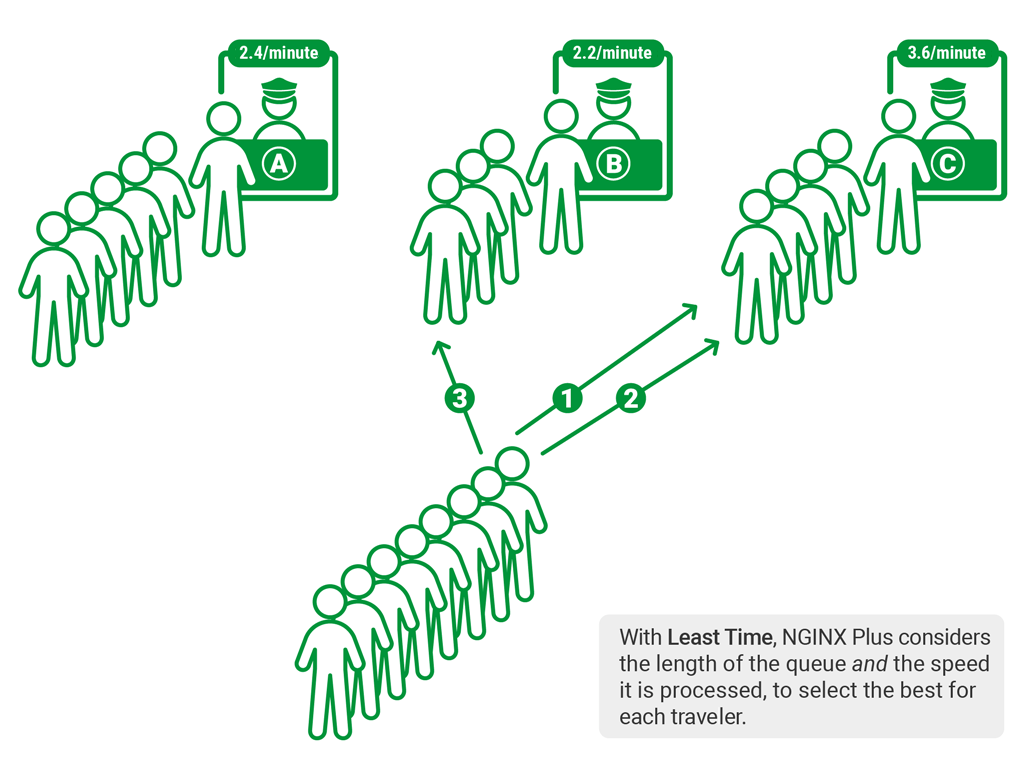 2.4/minute
2.2/minute
3.6/minute
A
B
C
3
1
2
With Least Time, NGINX Plus considers
the length of the queue and the speed
it is processed, to select the best for
each traveler.